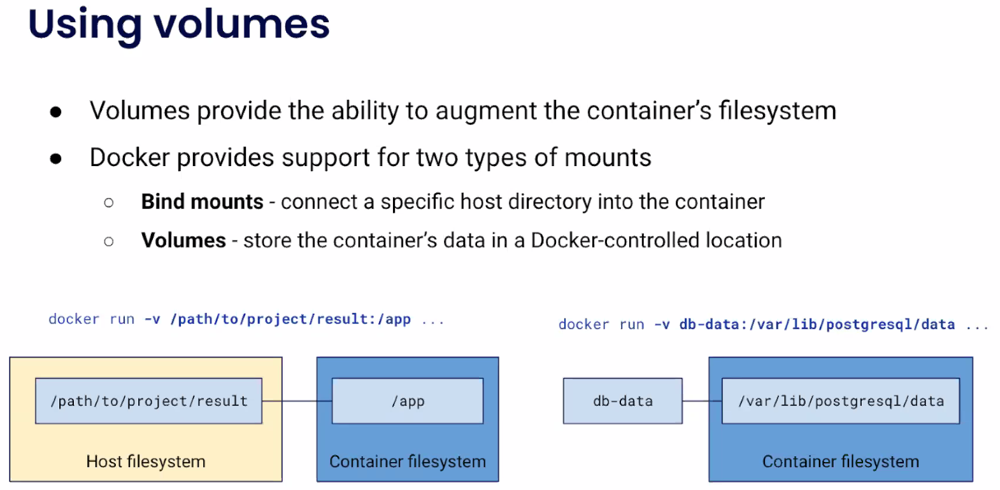 Using volumes
● Volumes provide the ability to augment the container's filesystem
● Docker provides support for two types of mounts
○ Bind mounts - connect a specific host directory into the container
○ Volumes - store the container's data in a Docker-controlled location
docker run -v /path/to/project/result:/app ...
/path/to/project/result
/app
Host filesystem
Container filesystem
docker run -v db-data:/var/lib/postgresql/data ...
db-data
/var/lib/postgresql/data
Container filesystem